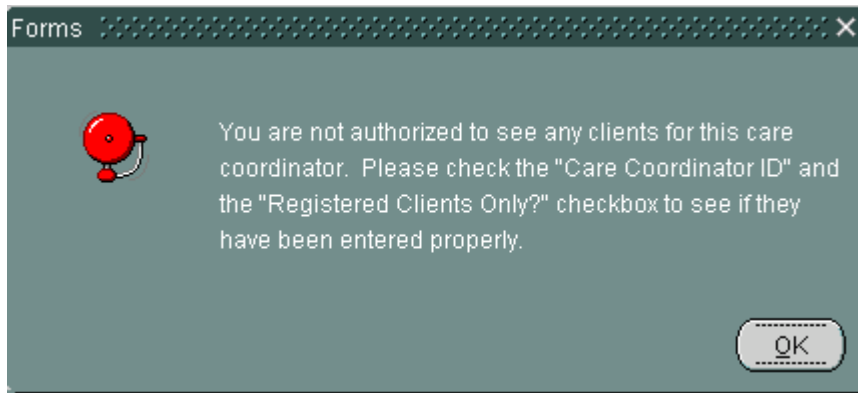 Forms
You are not authorized to see any clients for this care
coordinator.  Please check the "Care Coordinator ID" and
the "Registered Clients Only?" checkbox to see if they
have been entered properly.
OK